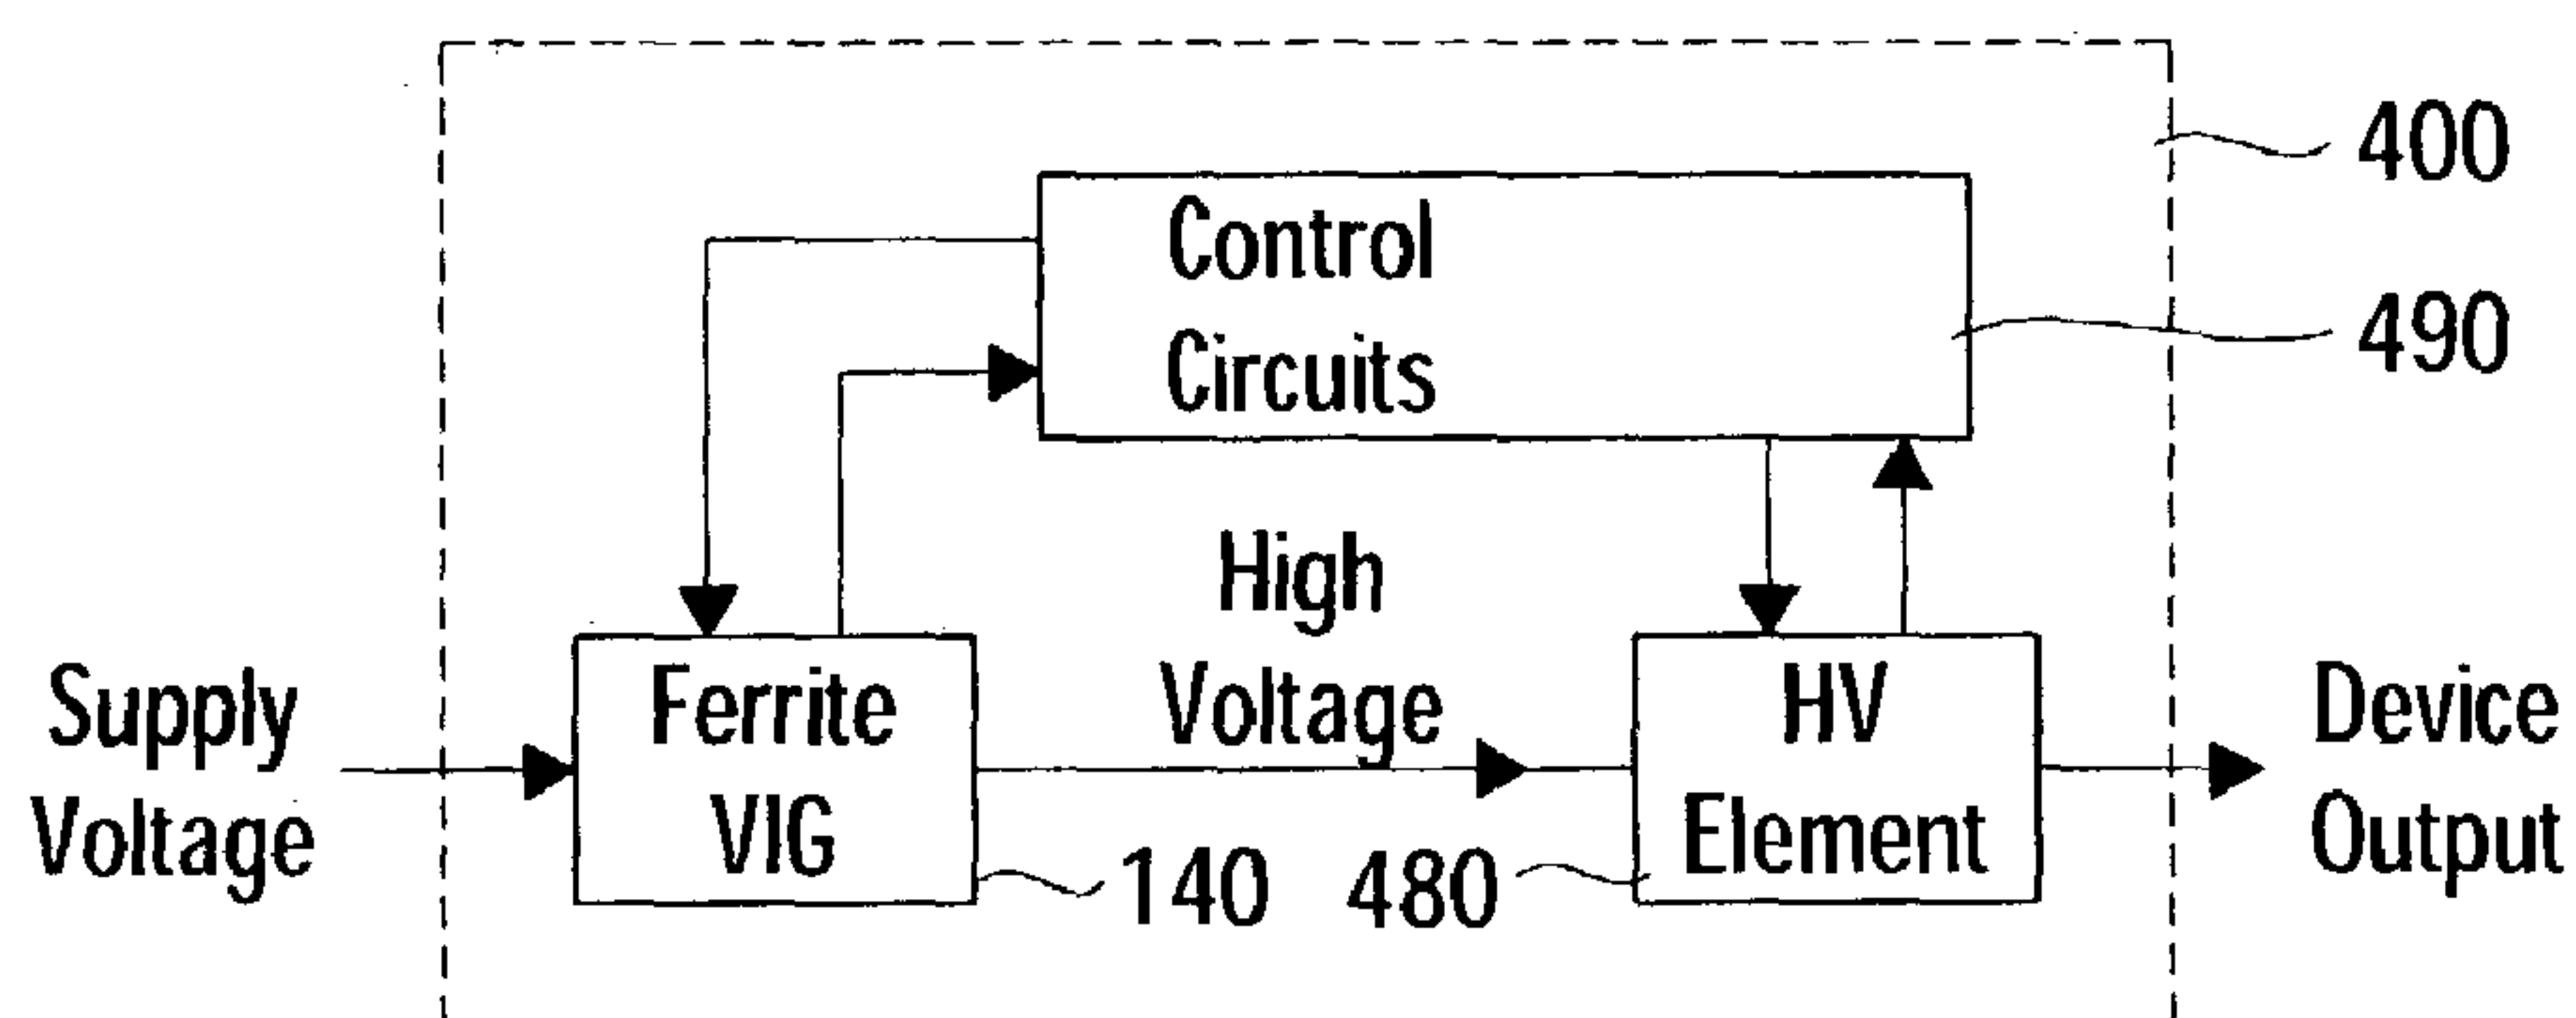 400
Control
Circuits
490
High
Voltage
Supply
Voltage
Ferrite
VIG
140
480
HV
Element
Device
Output